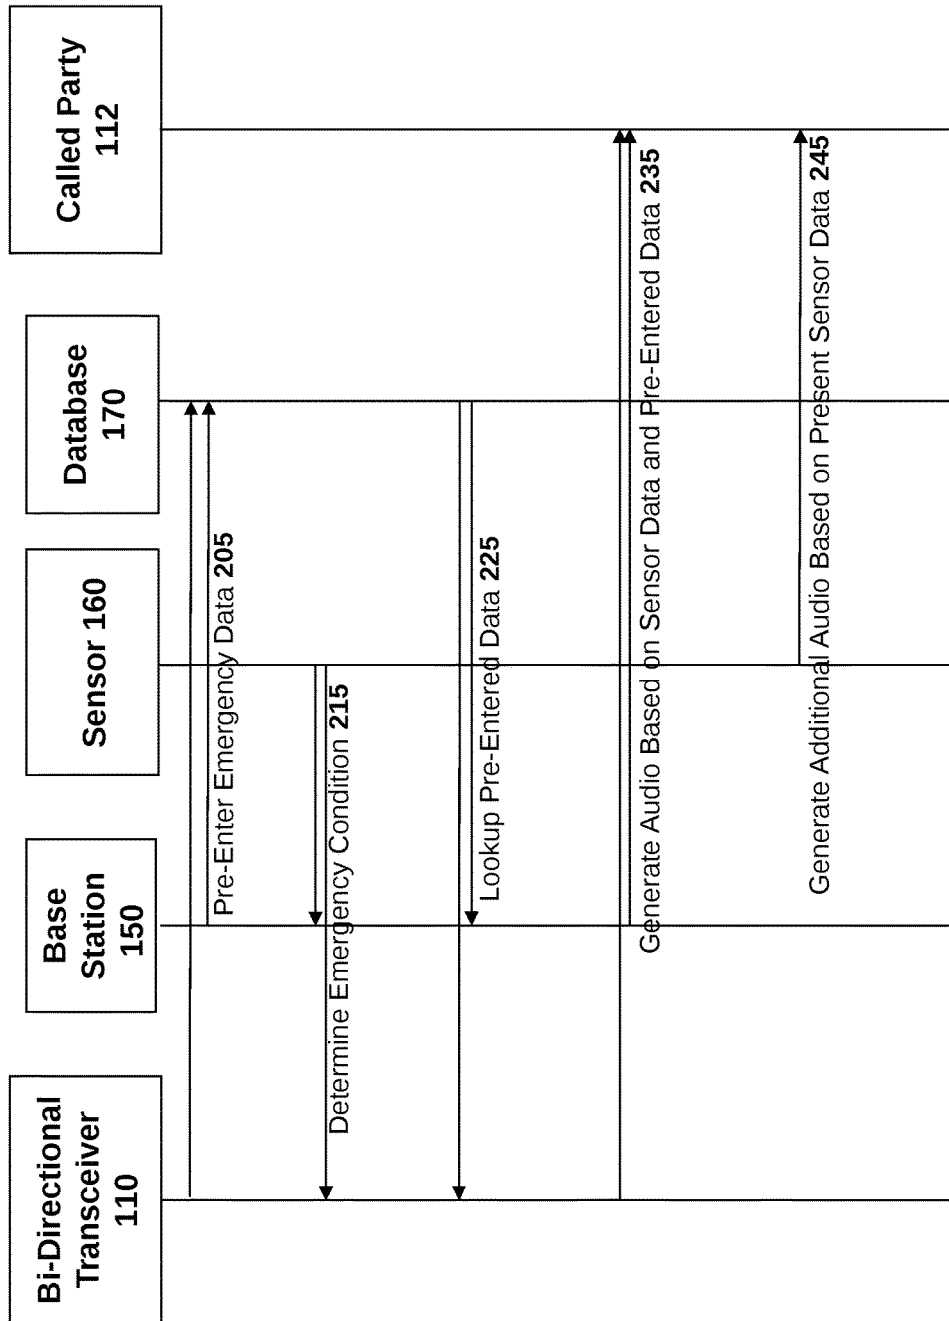 Bi-Directional
Transceiver
110
Base
Station
150
Sensor 160
Database
170
Called Party
112
Pre-Enter Emergency Data 205
Determine Emergency Condition 215
Lookup Pre-Entered Data 225
Generate Audio Based on Sensor Data and Pre-Entered Data 235
Generate Additional Audio Based on Present Sensor Data 245